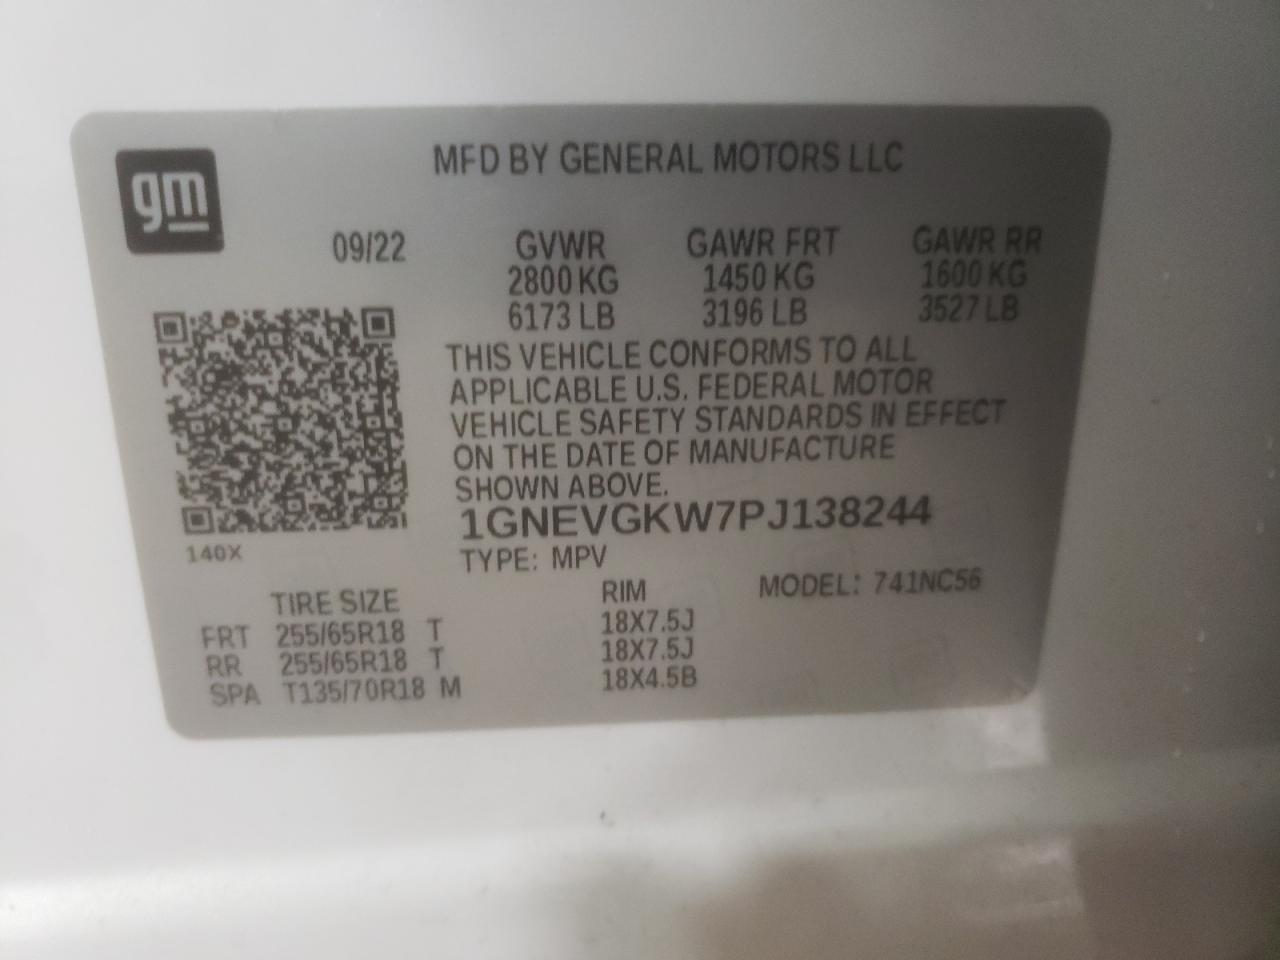 gm
MFD BY GENERAL MOTORS LLC
09/22 GVWR GAWR FRT GAWR RR
2800 KG 1450 KG 1600 KG
6173 LB 3196 LB 3527 LB
THIS VEHICLE CONFORMS TO ALL
APPLICABLE U.S. FEDERAL MOTOR
VEHICLE SAFETY STANDARDS IN EFFECT
ON THE DATE OF MANUFACTURE
SHOWN ABOVE.
1GNEVGKW7PJ138244
140X
TYPE: MPV
MODEL: 741NC56
TIRE SIZE RIM
FRT 255/65R18 T 18X7.5J
RR 255/65R18 T 18X7.5J
SPA T135/70R18 M 18X4.5B